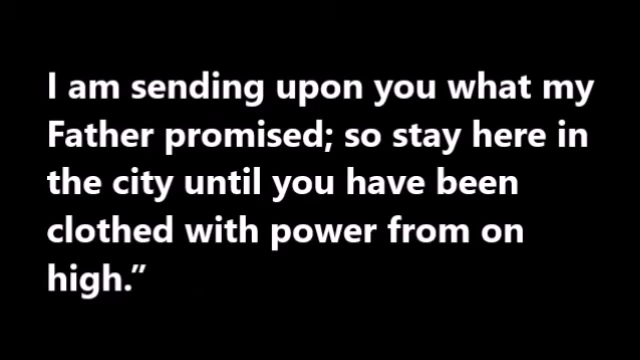 I am sending upon you what my
Father promised; so stay here in
the city until you have been
clothed with power from on
high.”